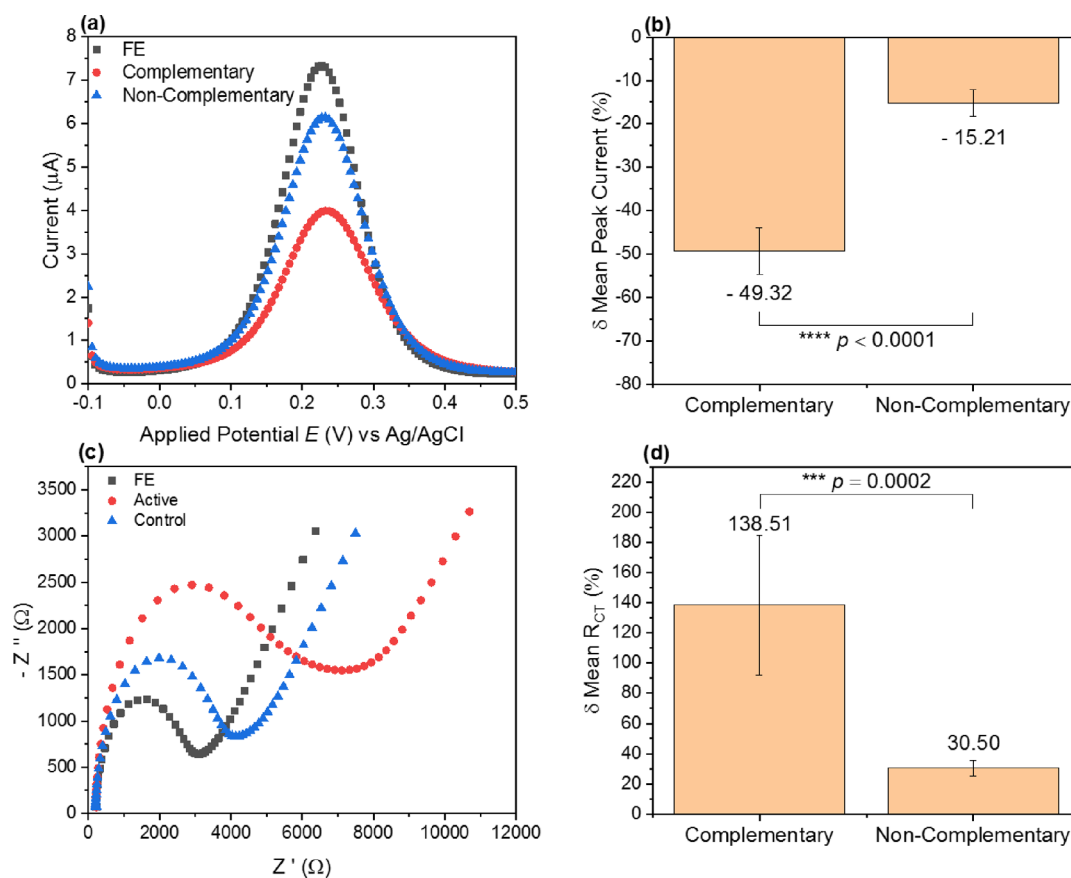 (a)
FE
Complementary
Non-Complementary
8
7
6
5
4
3
2
1
0
Current (μA)
-0.1 0.0 0.1 0.2 0.3 0.4 0.5
Applied Potential E (V) vs Ag/AgCl
(b)
0
-10
-20
-30
-40
-50
-60
-70
-80
δ Mean Peak Current (%)
- 15.21
- 49.32
**** p < 0.0001
Complementary Non-Complementary
(c)
FE
Active
Control
3500
3000
2500
2000
1500
1000
500
0
- Z '' (Ω)
0 2000 4000 6000 8000 10000 12000
Z ' (Ω)
(d)
220
200
180
160
140
120
100
80
60
40
20
0
δ Mean RCT (%)
*** p = 0.0002
138.51
30.50
Complementary Non-Complementary